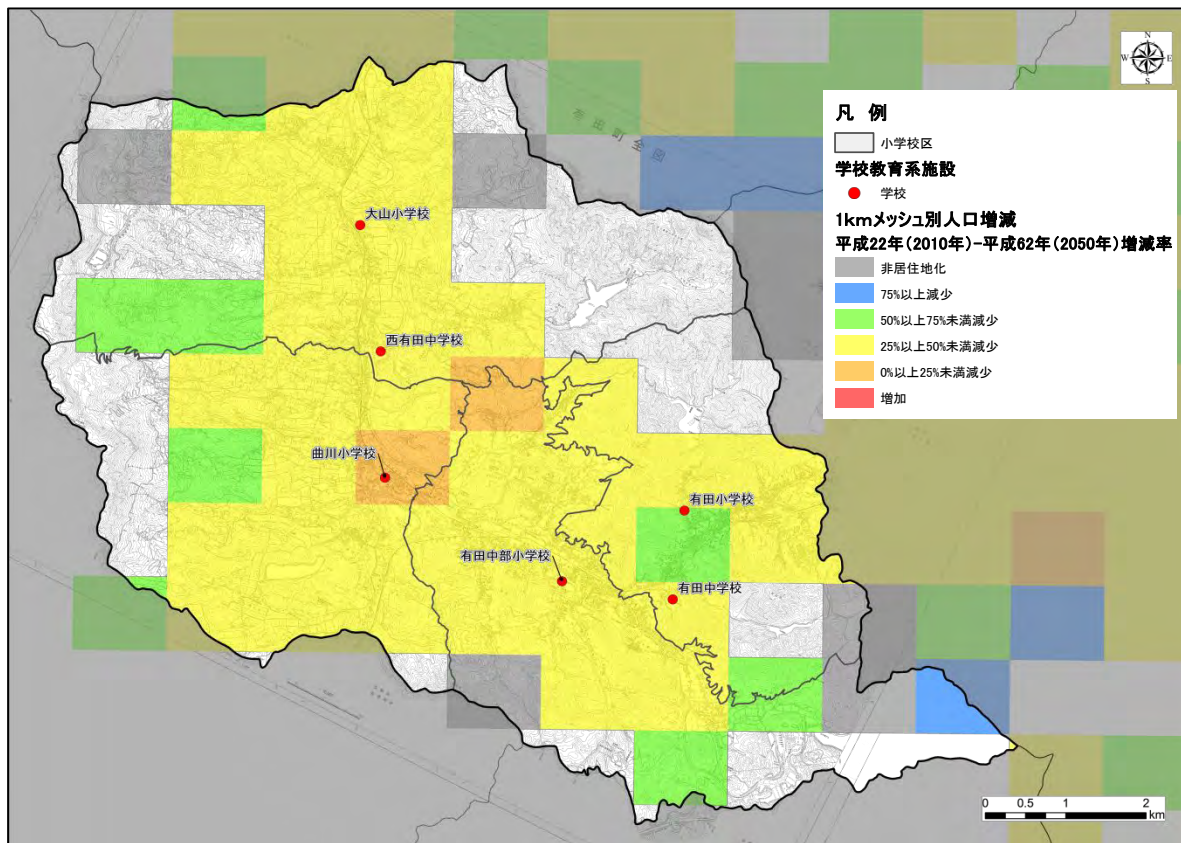 N
W E
S
有田町全図
凡 例
小学校区
学校教育系施設
学校
1kmメッシュ別人口増減
平成22年(2010年)-平成62年(2050年)増減率
非居住地化
75%以上減少
50%以上75%未満減少
25%以上50%未満減少
0%以上25%未満減少
増加
大山小学校
西有田中学校
曲川小学校
有田小学校
有田中部小学校
有田中学校
0 0.5 1 2
km